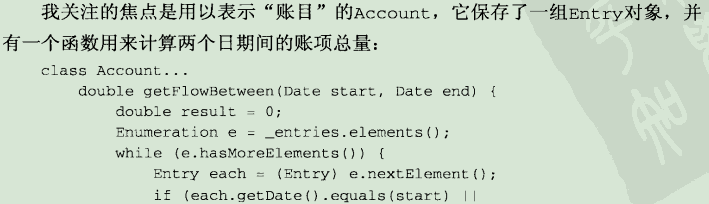 我关注的焦点是用以表示“账目”的Account，它保存了一组Entry对象，并
有一个函数用来计算两个日期间的账项总量：
class Account...
double getFlowBetween(Date start, Date end) {
double result = 0;
Enumeration e = _entries.elements();
while (e.hasMoreElements()) {
Entry each = (Entry) e.nextElement();
if (each.getDate().equals(start) ||